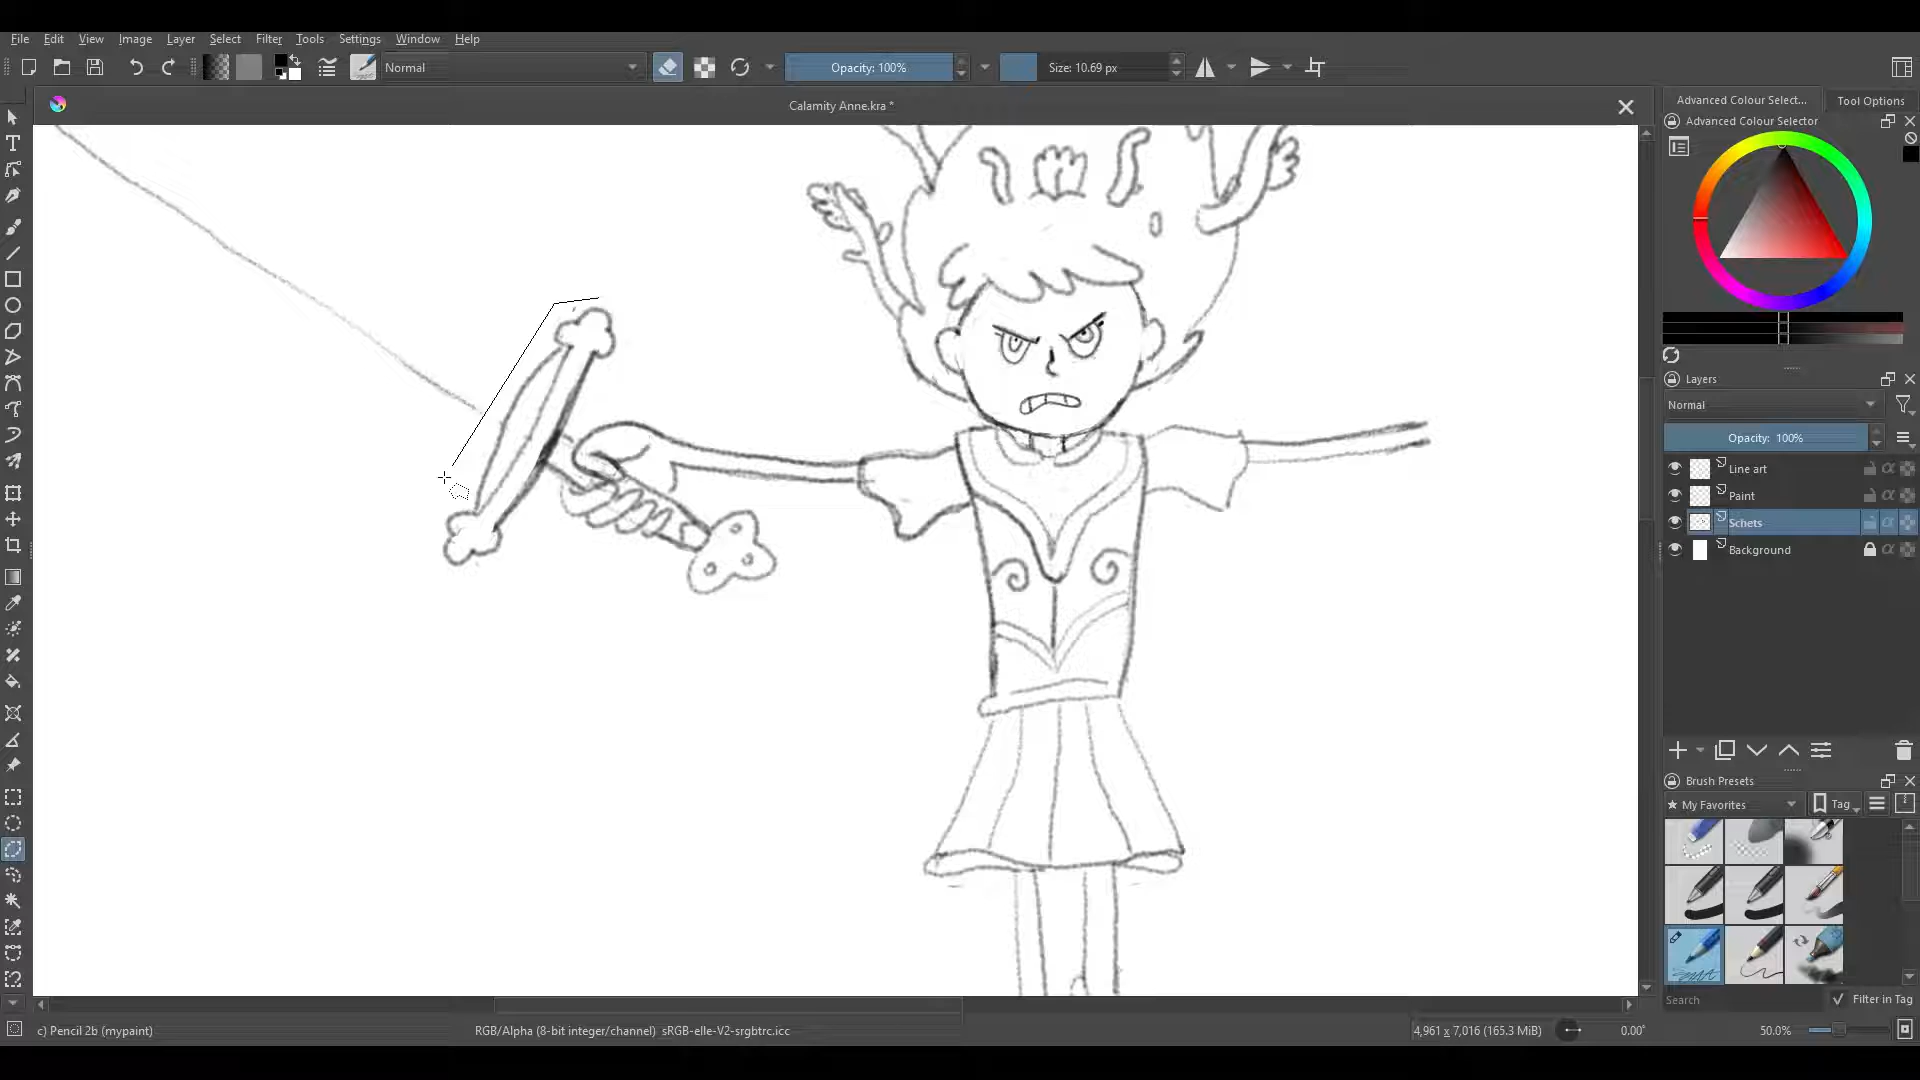 File Edit View Image Layer Select Filter Tools Settings Window Help
Normal Opacity: 100% Size: 10.69 px
Calamity Anne.kra *
Advanced Colour Select... Tool Options
Advanced Colour Selector
Layers
Normal
Opacity: 100%
Line art
Paint
Schets
Background
Brush Presets
My Favorites Tag
Search Filter in Tag
c) Pencil 2b (mypaint) RGB/Alpha (8-bit integer/channel) sRGB-elle-V2-srgbtrc.icc 4,961 x 7,016 (165.3 MiB) 0.00° 50.0%